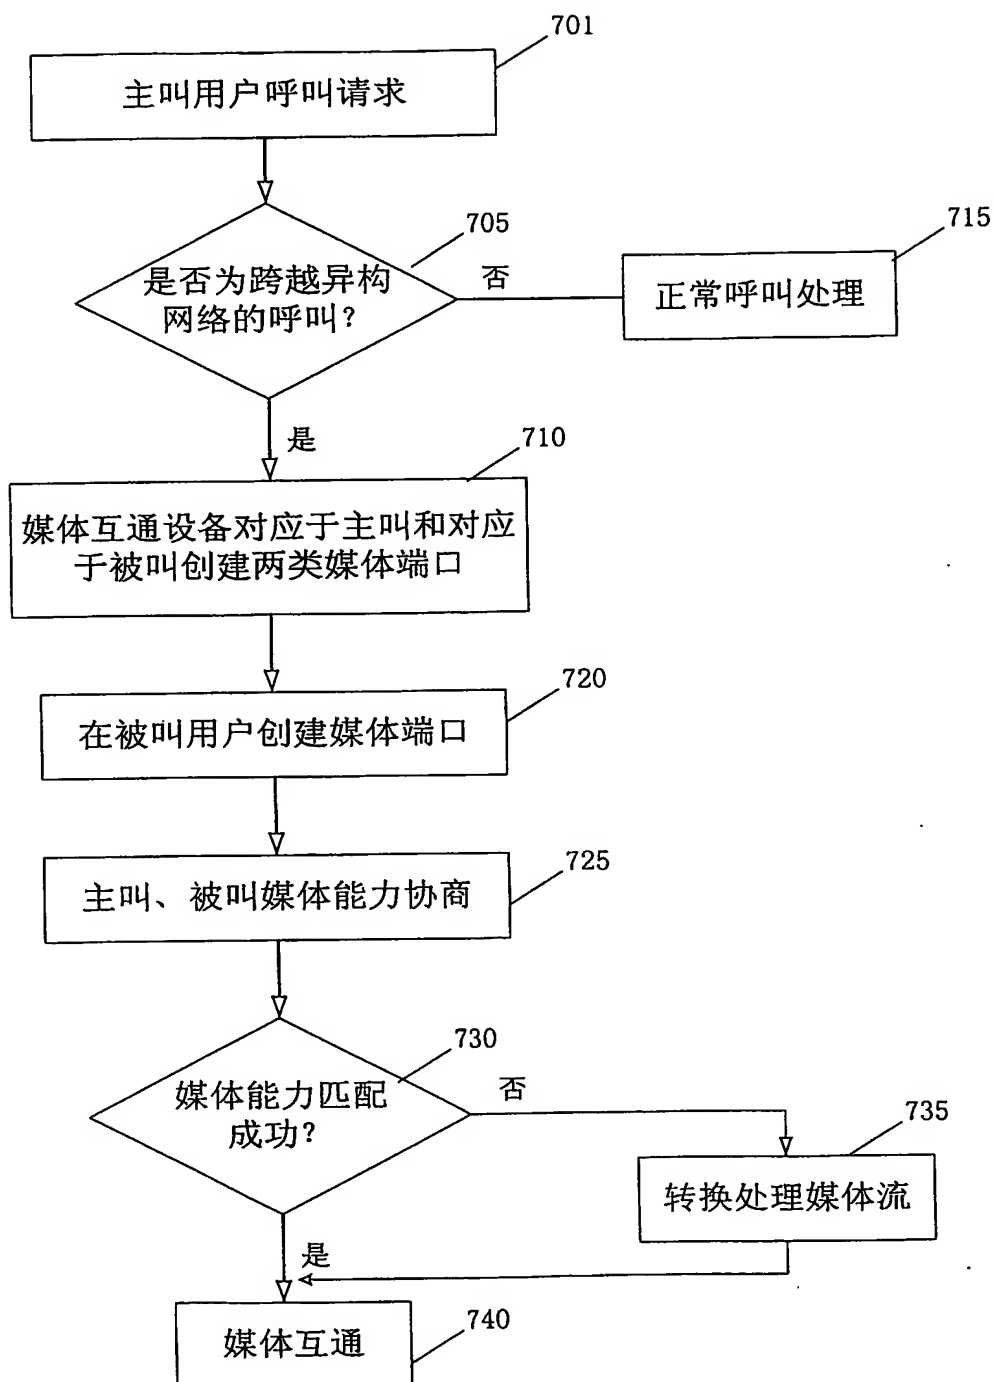 701
主叫用户呼叫请求
705
715
是否为跨越异构
网络的呼叫？
否
正常呼叫处理
是
710
媒体互通设备对应于主叫和对应
于被叫创建两类媒体端口
720
在被叫用户创建媒体端口
725
主叫、被叫媒体能力协商
730
媒体能力匹配
成功？
否
735
转换处理媒体流
是
740
媒体互通